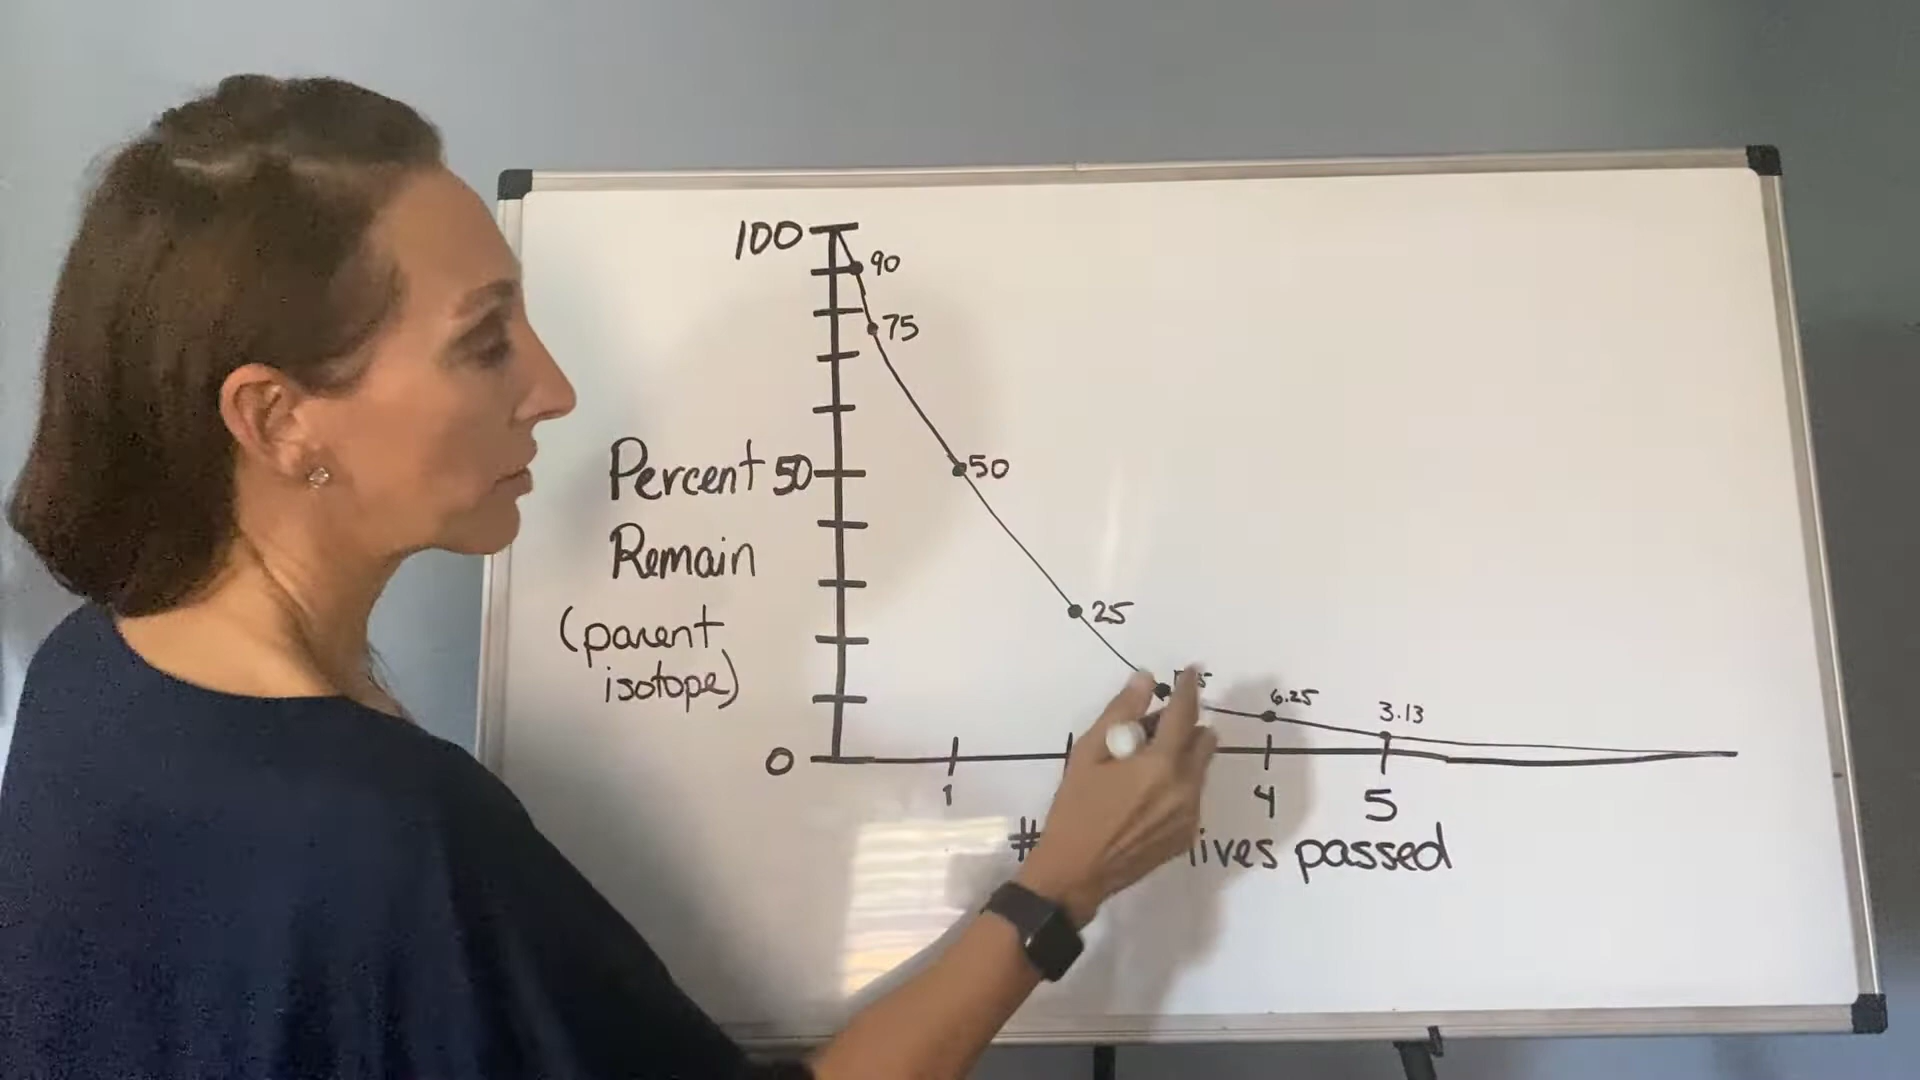 100
90
75
Percent 50
50
Remain
25
(parent
isotope)
6.25
3.13
0
1
4
5
# lives passed